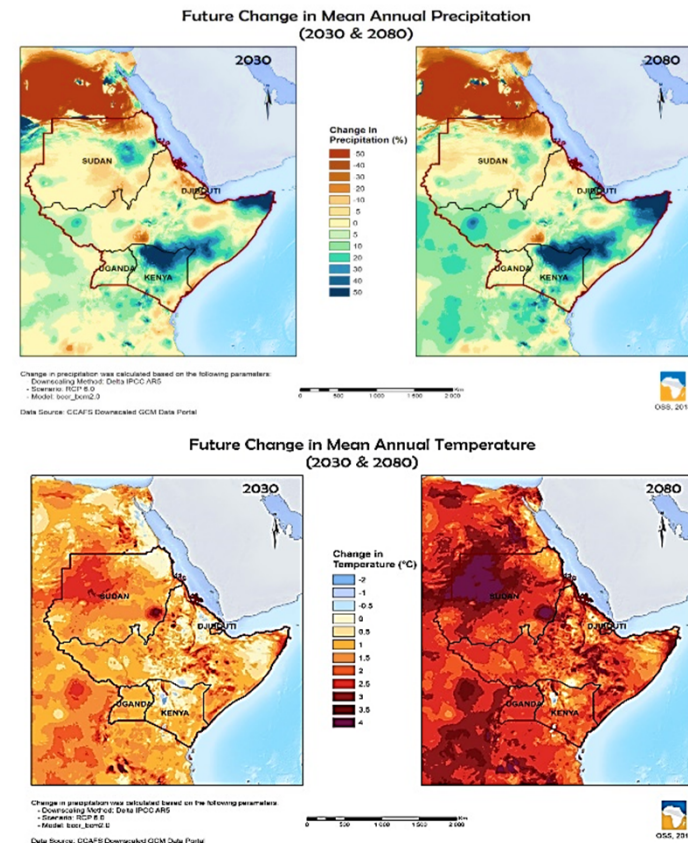 Future Change in Mean Annual Precipitation
(2030 & 2080)
2030
SUDAN
DJIBOUTI
UGANDA
KENYA
Change In
Precipitation (%)
50
-40
30
20
-10
5
0
5
10
20
30
40
50
2080
SUDAN
DJIBOUTI
UGANDA
KENYA
Change in precipitation was calculated based on the following parameters:
- Downscaling Method: Delta IPCC AR5
- Scenario: RCP 6.0
- Model: bccr_bcm2.0
Data Source: CCAFS Downscaled GCM Data Portal
0 500 1 000 1 500 2 000 Km
OSS, 201
Future Change in Mean Annual Temperature
(2030 & 2080)
2030
SUDAN
DJIBOUTI
UGANDA
KENYA
Change in
Temperature (°C)
-2
-1
-0.5
0
0.5
1
1.5
2
2.5
3
3.5
4
2080
SUDAN
DJIBOUTI
UGANDA
KENYA
Change in precipitation was calculated based on the following parameters:
- Downscaling Method: Delta IPCC AR5
- Scenario: RCP 6.0
- Model: bccr_bcm2.0
Data Source: CCAFS Downscaled GCM Data Portal
0 500 1 000 1 500 2 000 Km
OSS, 201